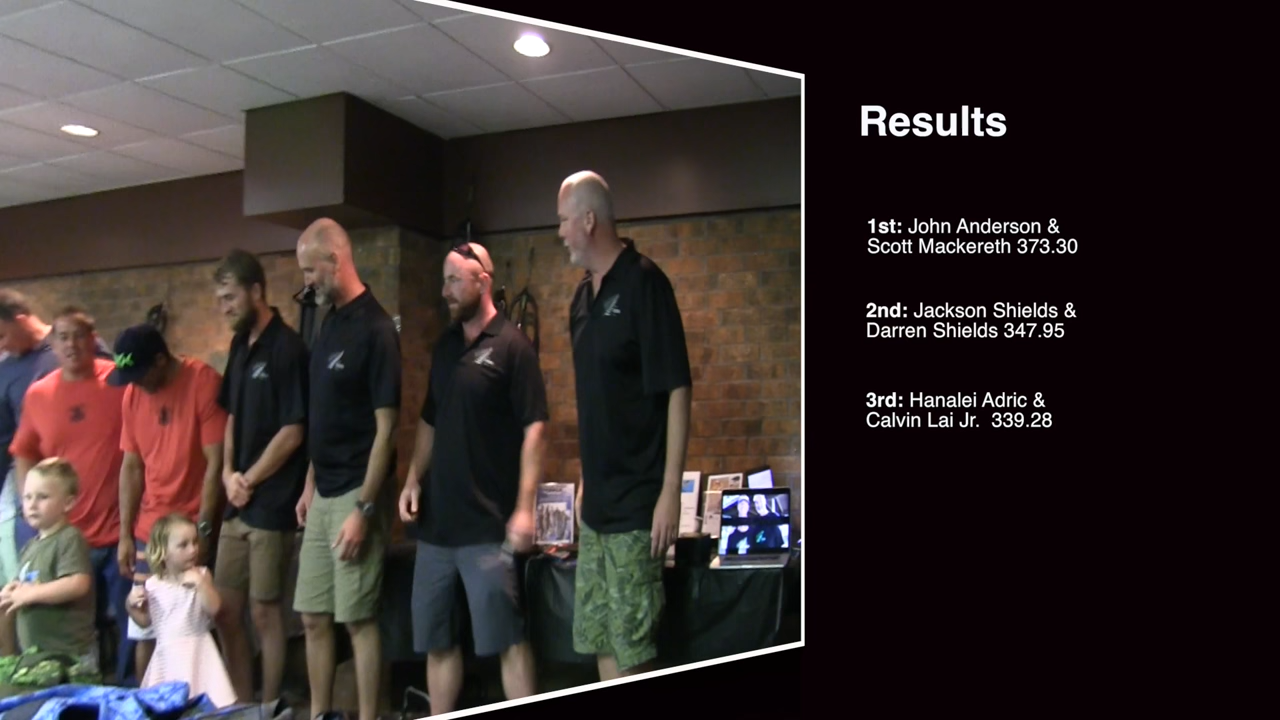 Results
1st: John Anderson &
Scott Mackereth 373.30
2nd: Jackson Shields &
Darren Shields 347.95
3rd: Hanalei Adric &
Calvin Lai Jr.  339.28